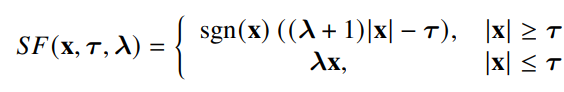 SF(x, τ, λ) = { sgn(x) ((λ + 1)|x| − τ), |x| ≥ τ
λx, |x| ≤ τ